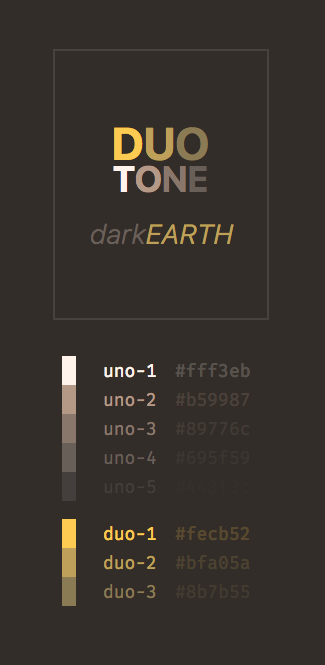 DUO
TONE
darkEARTH
uno-1 #fff3eb
uno-2 #b59987
uno-3 #89776c
uno-4 #695f59
uno-5
duo-1 #fecb52
duo-2 #bfa05a
duo-3 #8b7b55